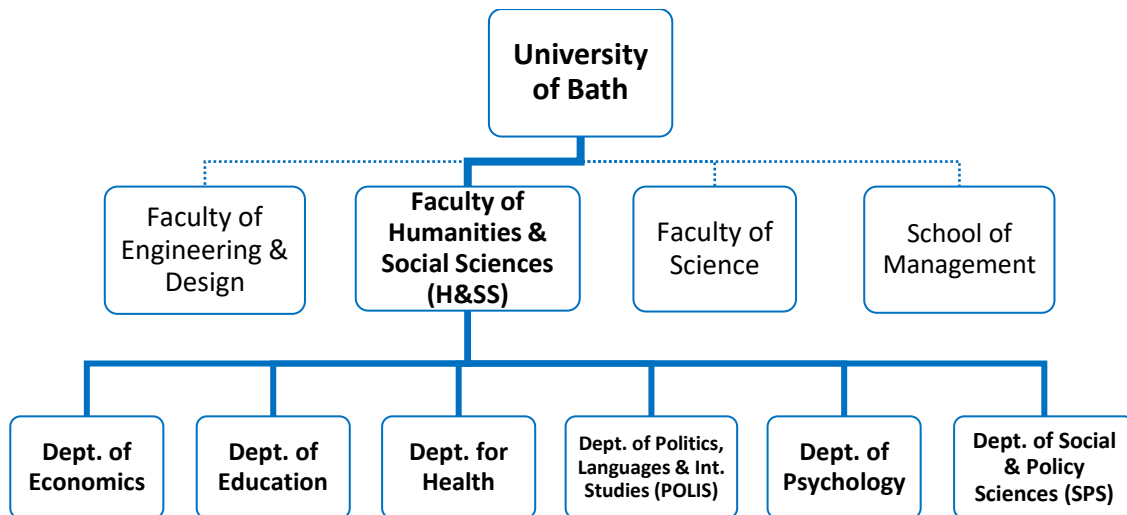 University
of Bath
Faculty of
Engineering &
Design
Faculty of
Humanities &
Social Sciences
(H&SS)
Faculty of
Science
School of
Management
Dept. of
Economics
Dept. of
Education
Dept. for
Health
Dept. of Politics,
Languages & Int.
Studies (POLIS)
Dept. of
Psychology
Dept. of Social
& Policy
Sciences (SPS)